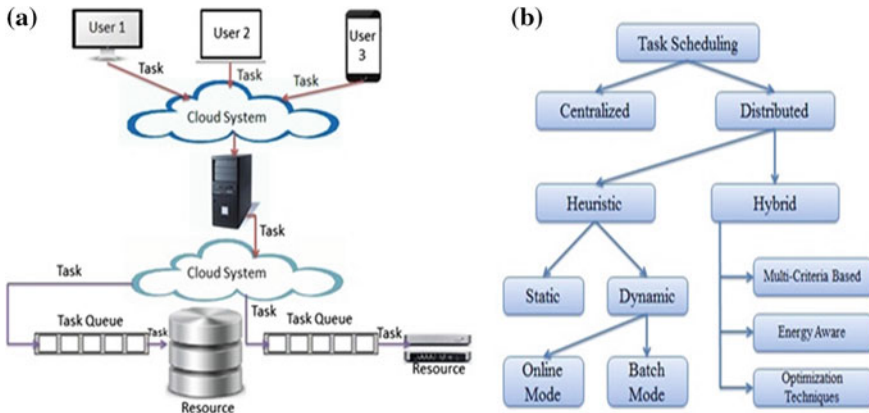 (a)
User 1
User 2
User
3
Task
Task
Task
Cloud System
Task
Cloud System
Task
Task
Task Queue
Task
Task Queue
Task
Resource
Resource
(b)
Task Scheduling
Centralized
Distributed
Heuristic
Hybrid
Static
Dynamic
Multi-Criteria Based
Energy Aware
Online
Mode
Batch
Mode
Optimization
Techniques